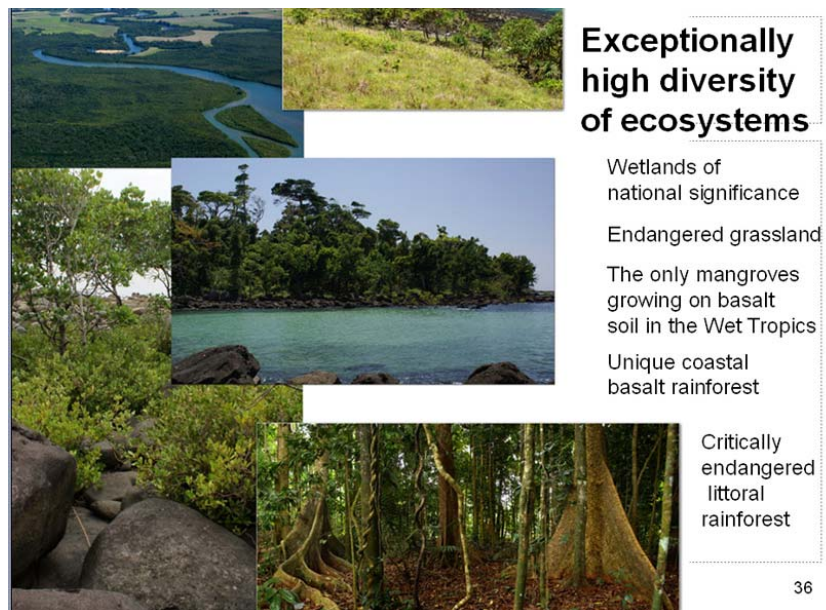 Exceptionally
high diversity
of ecosystems
Wetlands of
national significance
Endangered grassland
The only mangroves
growing on basalt
soil in the Wet Tropics
Unique coastal
basalt rainforest
Critically
endangered
littoral
rainforest
36